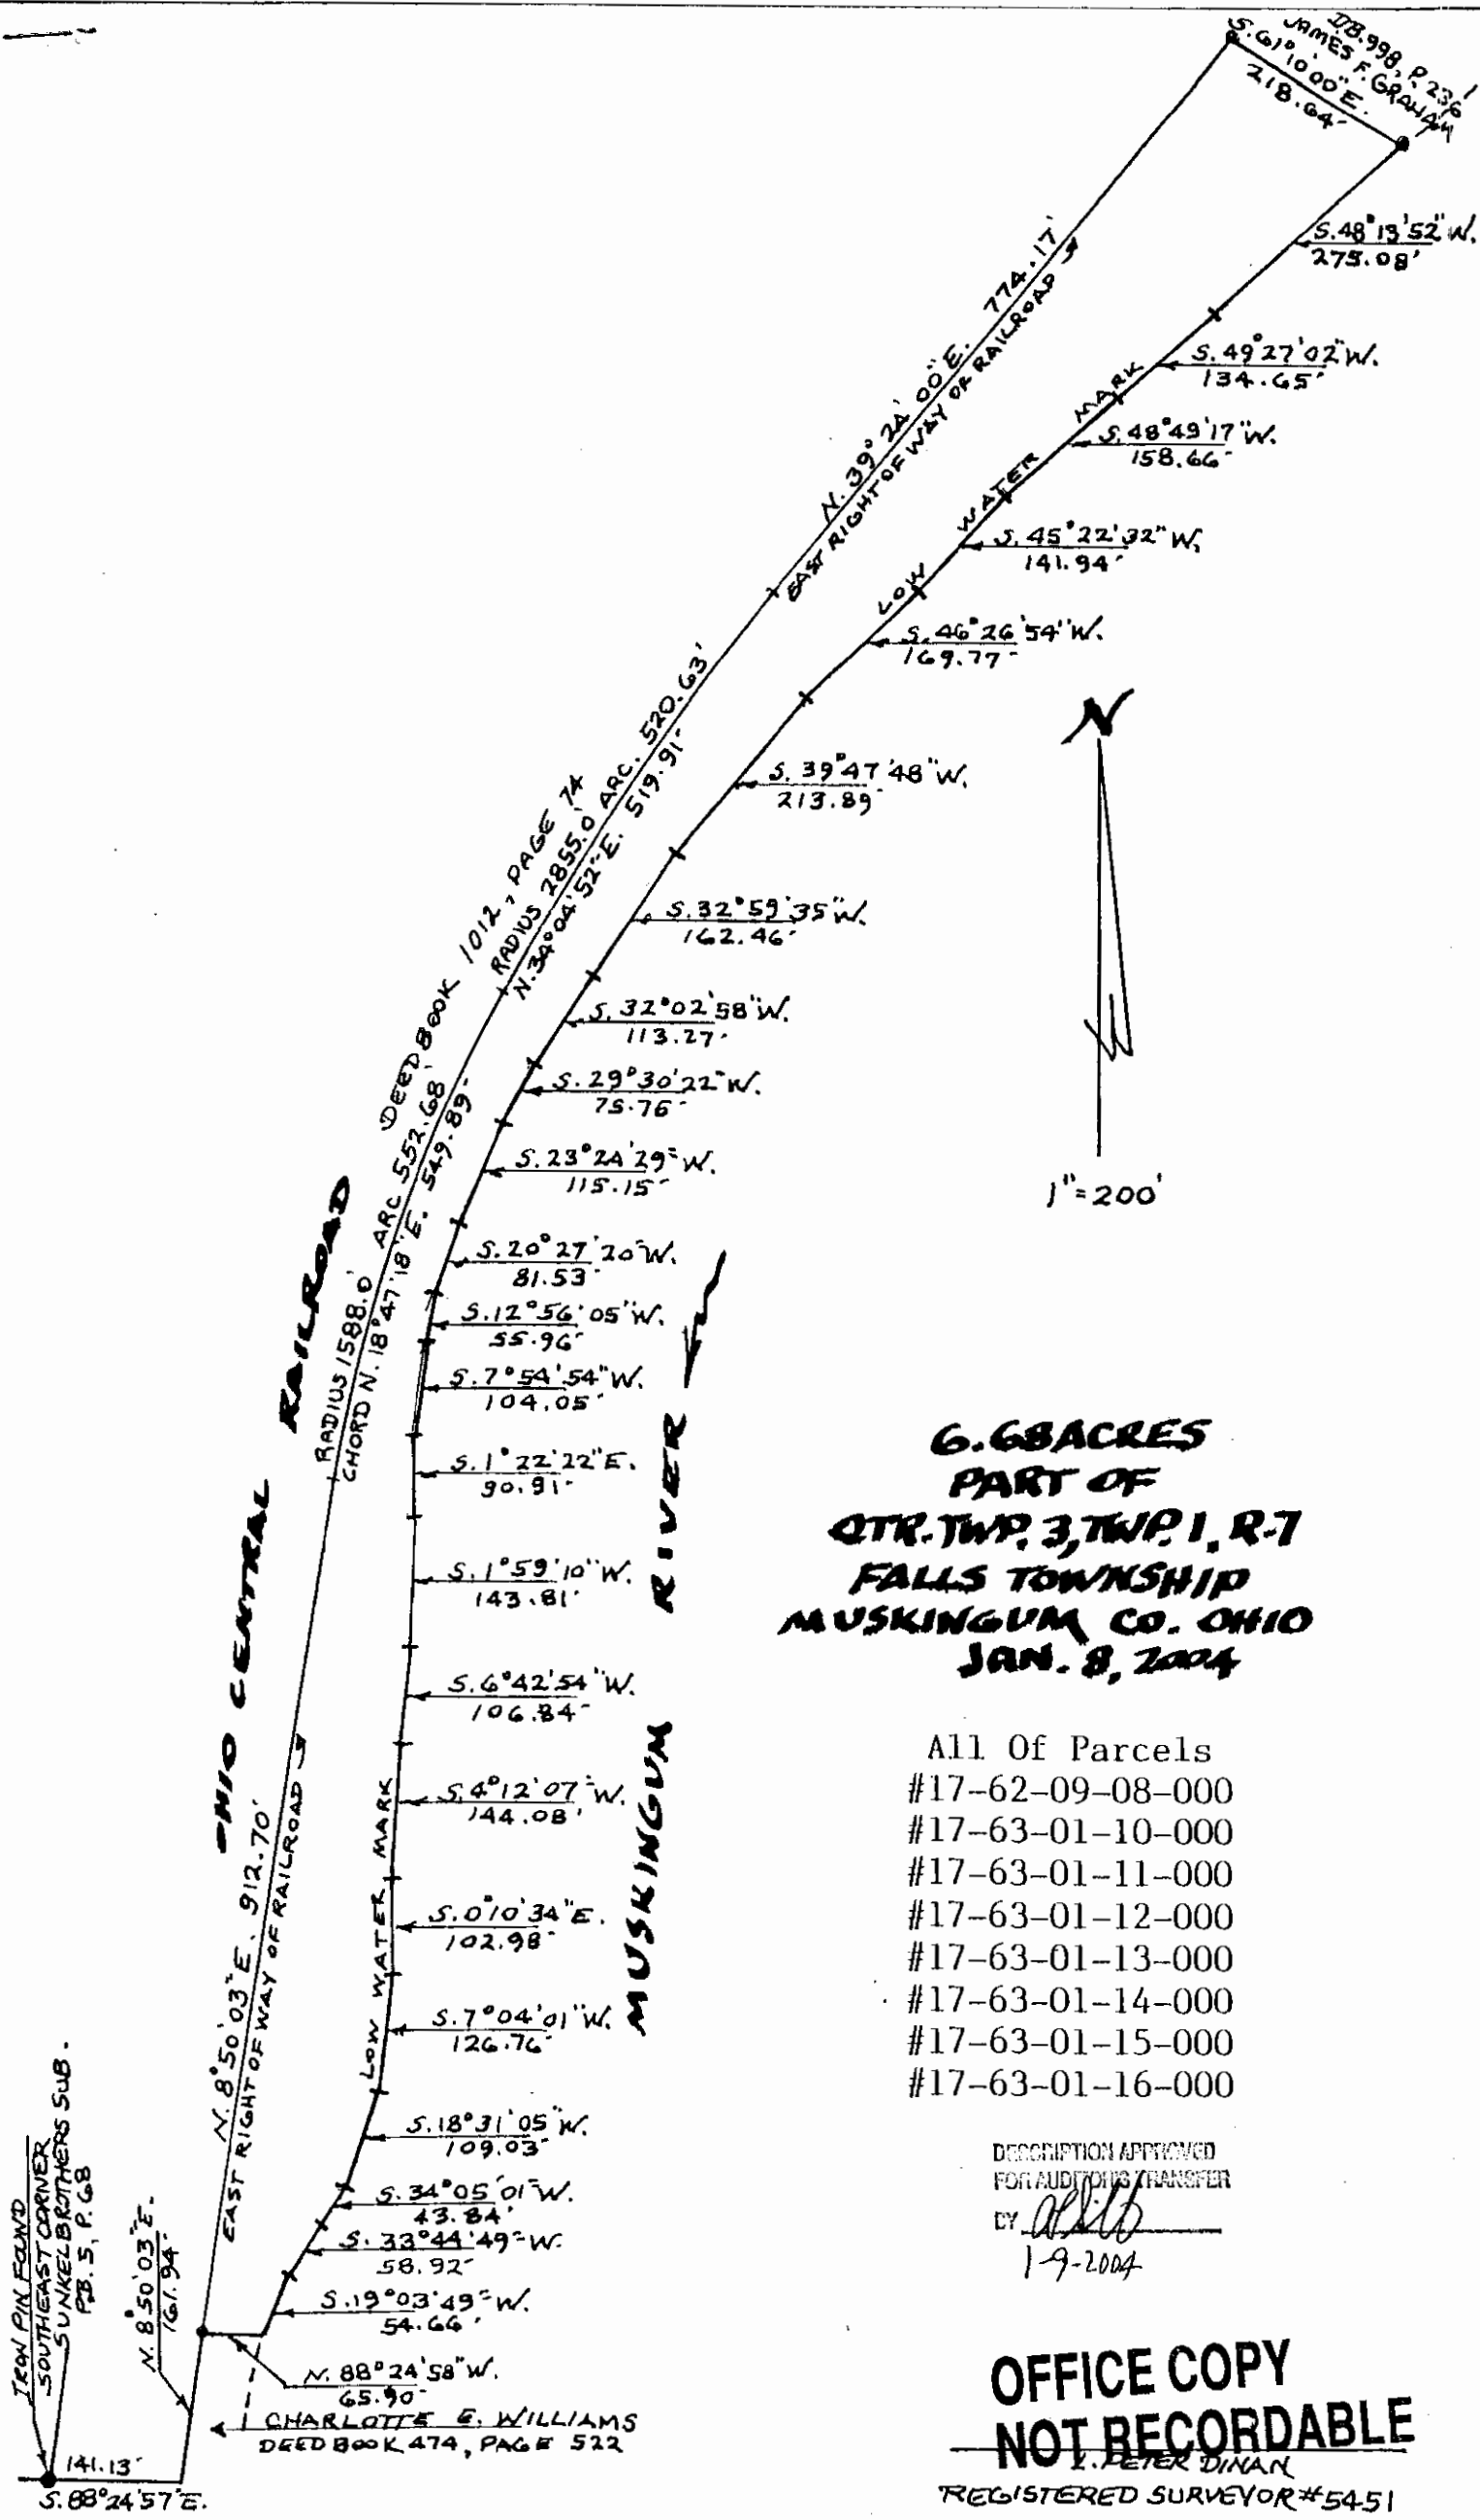 D.B. 998, P. 236
JAMES F. GRAHAM
S. 61° 10' 00" E.
218.64'
S. 48° 13' 52" W.
275.08'
774.17'
N. 39° 24' 00" E.
EAST RIGHT OF WAY OF RAILROAD
S. 49° 27' 02" W.
134.65'
S. 48° 49' 17" W.
158.66'
S. 45° 22' 32" W.
141.94'
S. 46° 26' 54" W.
169.77'
LOW WATER MARK
N
S. 39° 47' 48" W.
213.89'
DEED BOOK 1012, PAGE 74
RADIUS 2855.0' ARC. 520.63'
N. 34° 04' 52" E. 519.91'
S. 32° 59' 35" W.
162.46'
S. 32° 02' 58" W.
113.27'
S. 29° 30' 22" W.
75.76'
S. 23° 24' 29" W.
115.15'
1" = 200'
RADIUS 1588.0' ARC 552.68'
CHORD N. 18° 47' 18" E. 549.89'
S. 20° 27' 20" W.
81.53'
S. 12° 56' 05" W.
55.96'
S. 7° 54' 54" W.
104.05'
S. 1° 22' 22" E.
90.91'
S. 1° 59' 10" W.
143.81'
S. 6° 42' 54" W.
106.84'
S. 4° 12' 07" W.
144.08'
S. 0° 10' 34" E.
102.98'
S. 7° 04' 01" W.
126.76'
S. 18° 31' 05" W.
109.03'
S. 34° 05' 01" W.
43.84'
S. 33° 44' 49" W.
58.92'
S. 19° 03' 49" W.
54.66'
N. 88° 24' 58" W.
65.90'
CENTRAL RAILROAD
MUSKINGUM RIVER
LOW WATER MARK
N. 8° 50' 03" E. 912.70'
EAST RIGHT OF WAY OF RAILROAD
6.68 ACRES
PART OF
QTR. TWP. 3, TWP. 1, R-7
FALLS TOWNSHIP
MUSKINGUM CO. OHIO
JAN. 8, 2004
All Of Parcels
#17-62-09-08-000
#17-63-01-10-000
#17-63-01-11-000
#17-63-01-12-000
#17-63-01-13-000
#17-63-01-14-000
#17-63-01-15-000
#17-63-01-16-000
DESCRIPTION APPROVED
FOR AUDITOR'S TRANSFER
BY
1-9-2004
IRON PIN FOUND
SOUTHEAST CORNER
SUNKEL BROTHERS SUB.
P.B. 5, P. 68
N. 8° 50' 03" E.
161.94'
CHARLOTTE E. WILLIAMS
DEED BOOK 474, PAGE 522
141.13'
S. 88° 24' 57" E.
OFFICE COPY
NOT RECORDABLE
PETER DINAN
REGISTERED SURVEYOR #5451